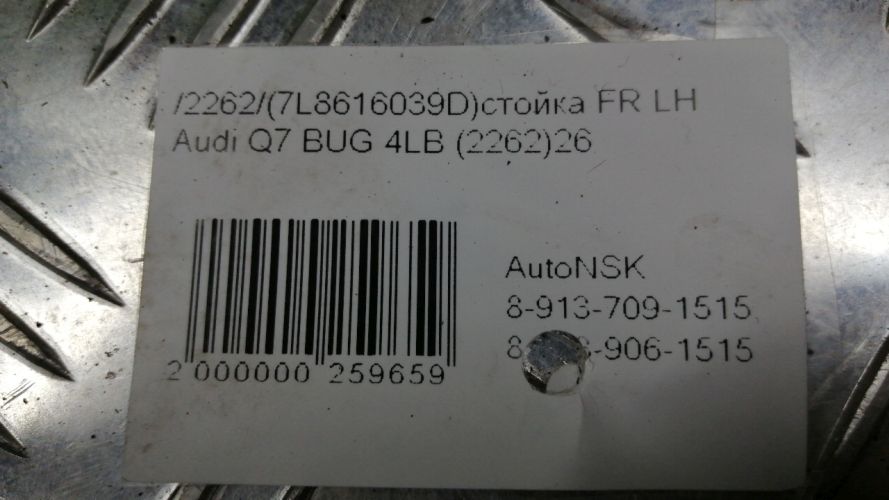 /2262/(7L8616039D)стойка FR LH
Audi Q7 BUG 4LB (2262)26
AutoNSK
8-913-709-1515
-906-1515
2 000000 259659